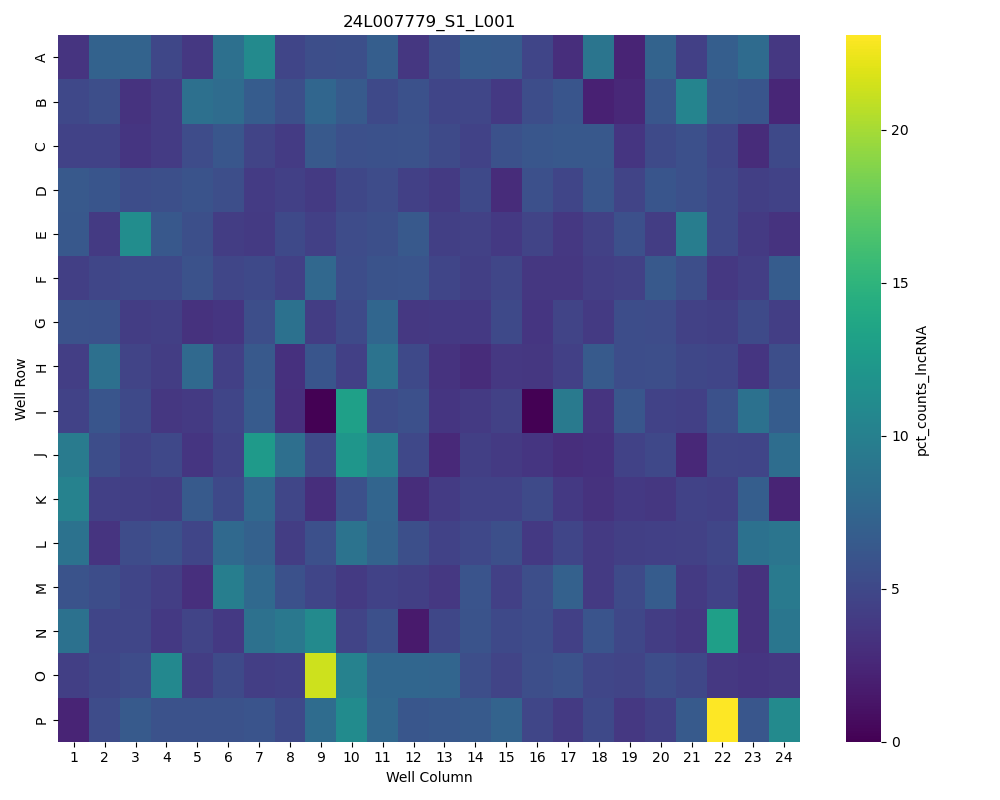 24L007779_S1_L001
Well Row
A
B
C
D
E
F
G
H
I
J
K
L
M
N
O
P
1 2 3 4 5 6 7 8 9 10 11 12 13 14 15 16 17 18 19 20 21 22 23 24
Well Column
20
15
10
5
0
pct_counts_lncRNA